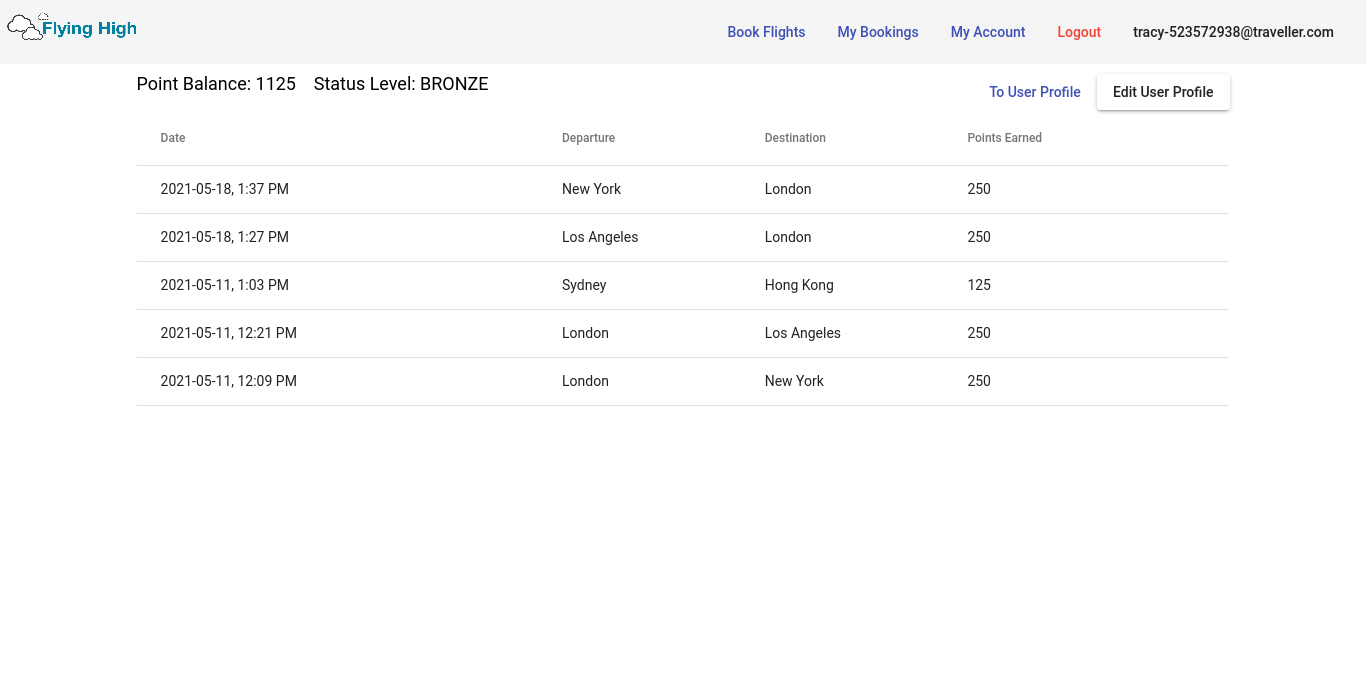 Flying High
Book Flights My Bookings My Account Logout tracy-523572938@traveller.com
Point Balance: 1125 Status Level: BRONZE To User Profile Edit User Profile
Date Departure Destination Points Earned
2021-05-18, 1:37 PM New York London 250
2021-05-18, 1:27 PM Los Angeles London 250
2021-05-11, 1:03 PM Sydney Hong Kong 125
2021-05-11, 12:21 PM London Los Angeles 250
2021-05-11, 12:09 PM London New York 250